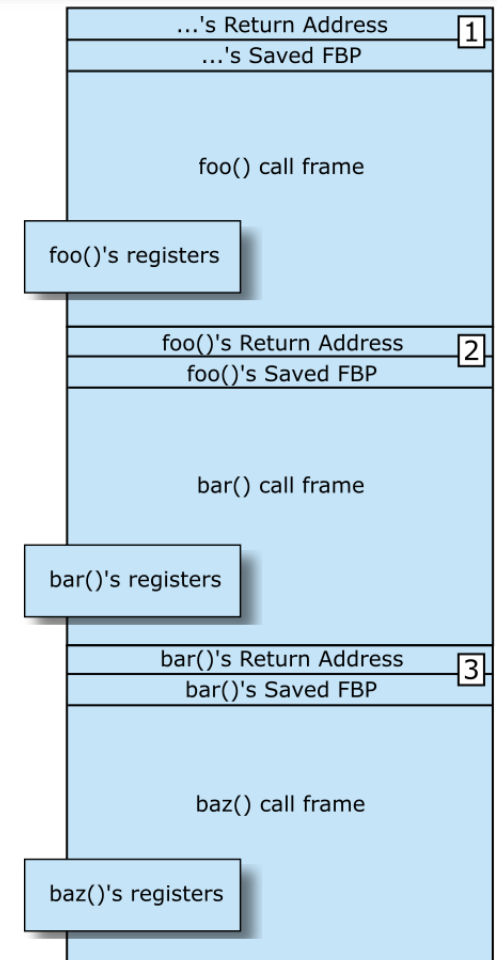 ...'s Return Address
1
...'s Saved FBP
foo() call frame
foo()'s registers
foo()'s Return Address
2
foo()'s Saved FBP
bar() call frame
bar()'s registers
bar()'s Return Address
3
bar()'s Saved FBP
baz() call frame
baz()'s registers